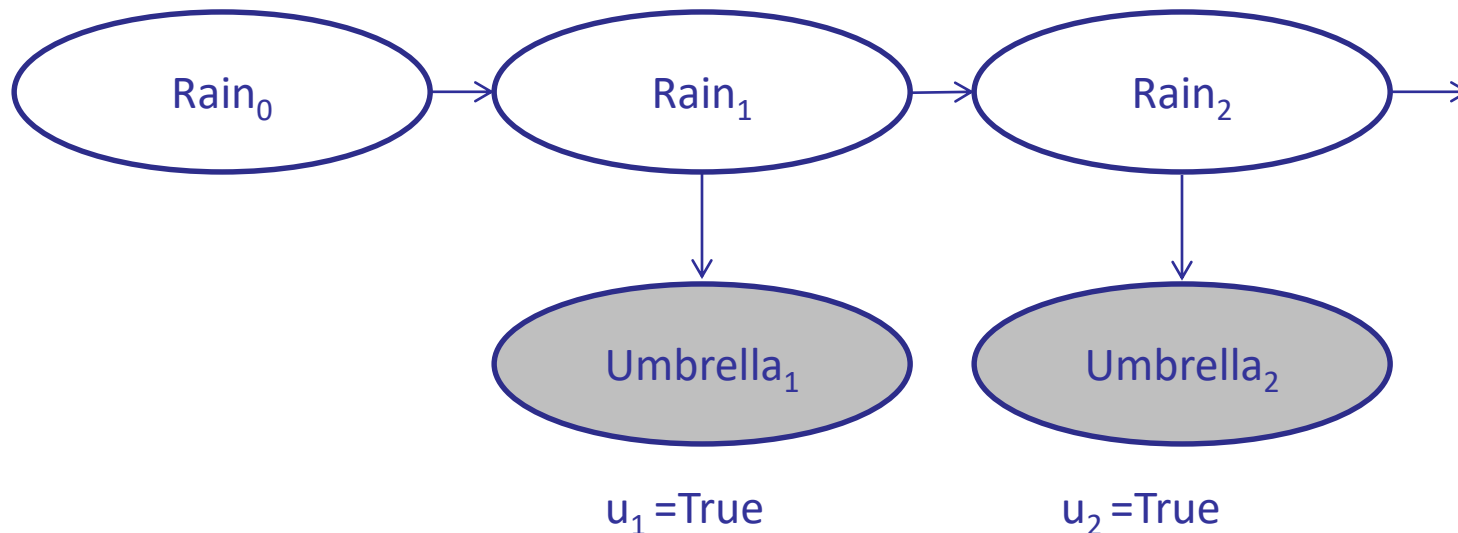 Rain₀ Rain₁ Rain₂
Umbrella₁ Umbrella₂
u₁ =True u₂ =True